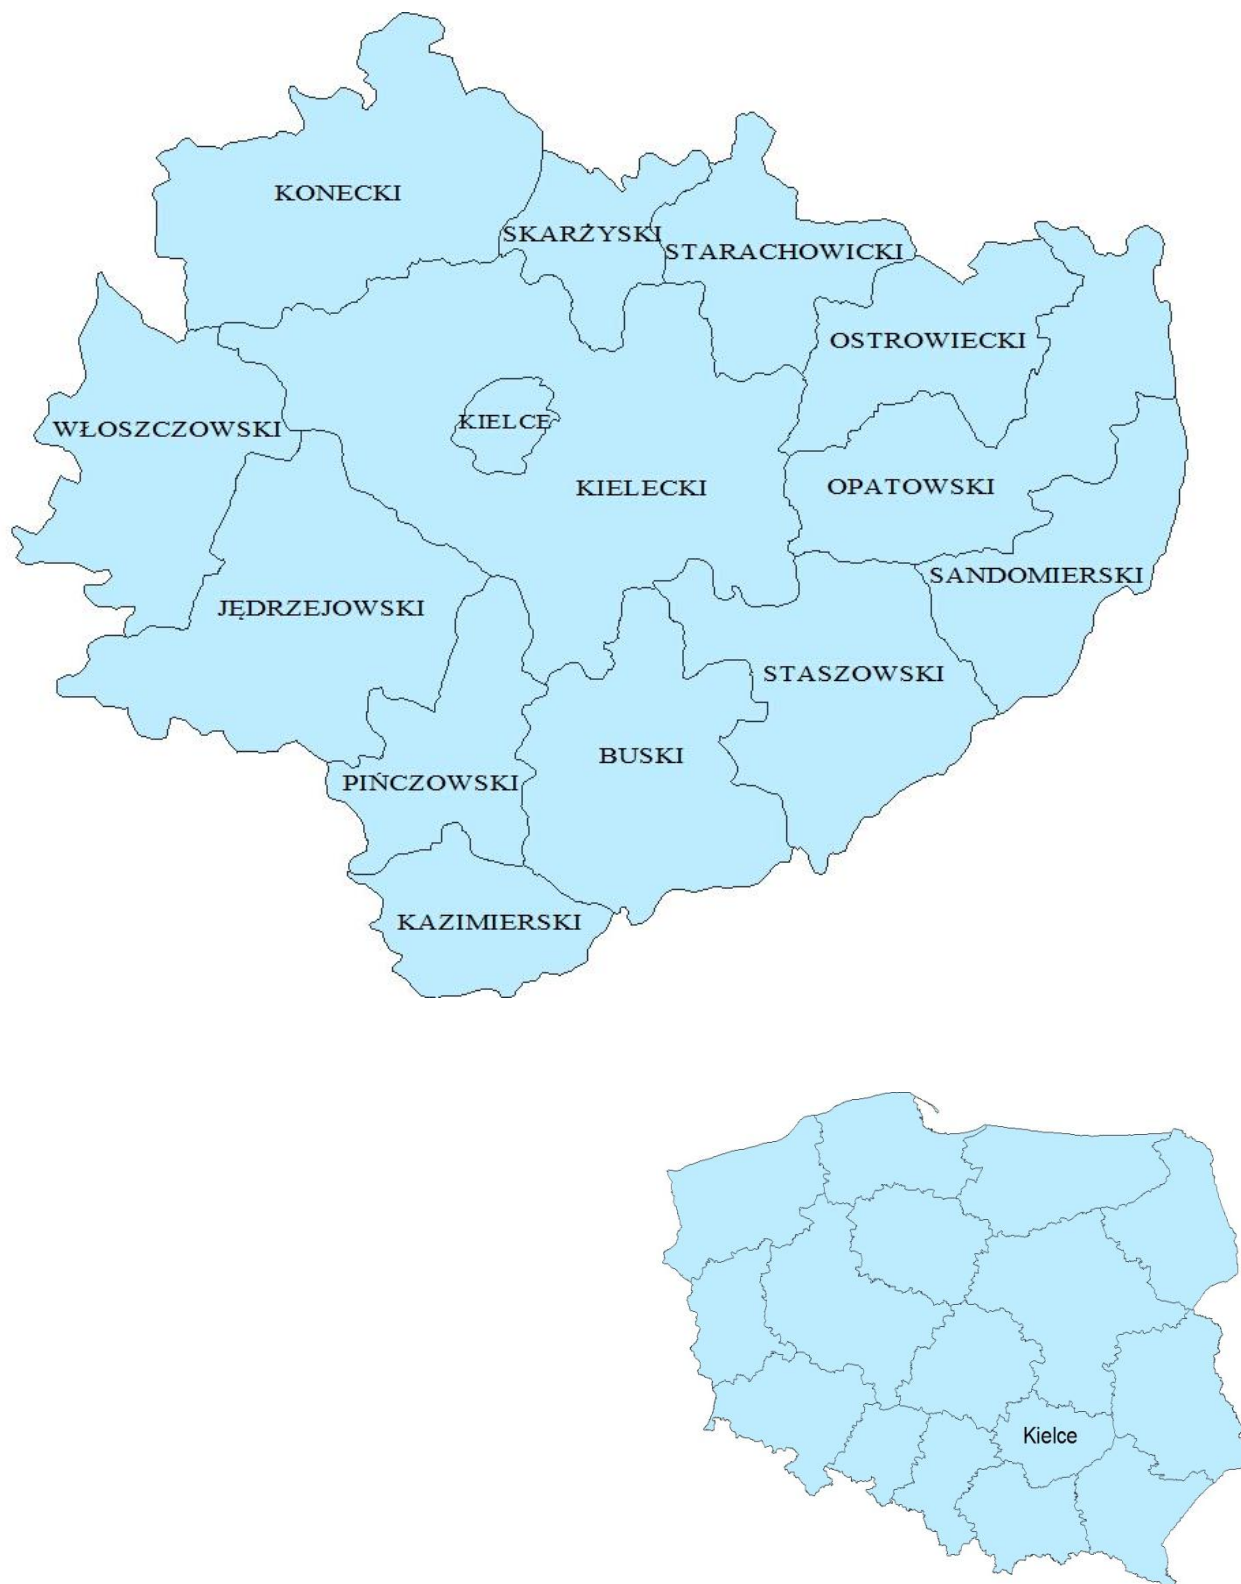 KONECKI
SKARŻYSKI
STARACHOWICKI
OSTROWIECKI
WŁOSZCZOWSKI
KIELCE
KIELECKI
OPATOWSKI
SANDOMIERSKI
JĘDRZEJOWSKI
STASZOWSKI
BUSKI
PIŃCZOWSKI
KAZIMIERSKI
Kielce